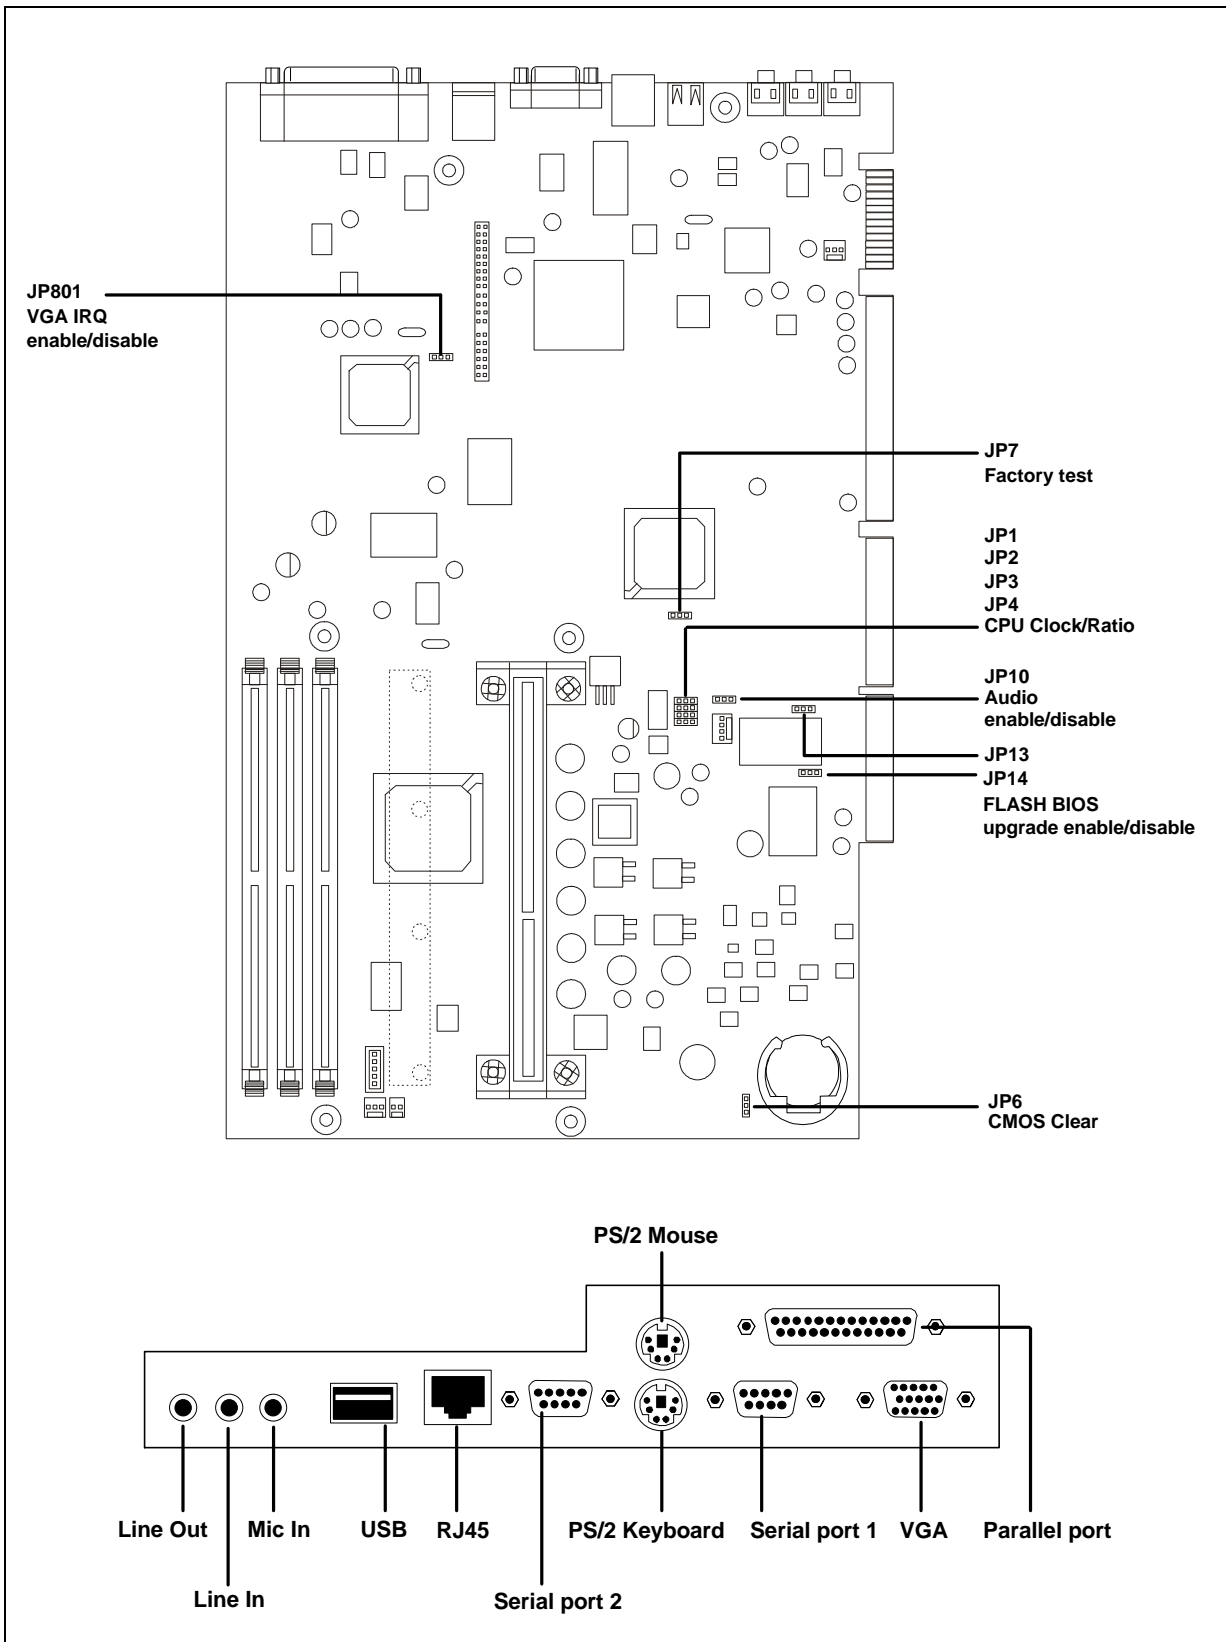 JP801
VGA IRQ
enable/disable
JP7
Factory test
JP1
JP2
JP3
JP4
CPU Clock/Ratio
JP10
Audio
enable/disable
JP13
JP14
FLASH BIOS
upgrade enable/disable
JP6
CMOS Clear
PS/2 Mouse
Line Out
Mic In
USB
RJ45
PS/2 Keyboard
Serial port 1
VGA
Parallel port
Line In
Serial port 2